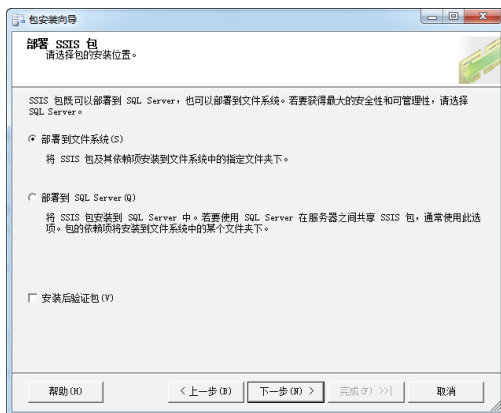 包安装向导
部署 SSIS 包
请选择包的安装位置。
SSIS 包既可以部署到 SQL Server，也可以部署到文件系统。若要获得最大的安全性和可管理性，请选择
SQL Server。
部署到文件系统(S)
将 SSIS 包及其依赖项安装到文件系统中的指定文件夹下。
部署到 SQL Server(Q)
将 SSIS 包安装到 SQL Server 中。若要使用 SQL Server 在服务器之间共享 SSIS 包，通常使用此选
项。包的依赖项将安装到文件系统中的某个文件夹下。
安装后验证包(V)
帮助(H) < 上一步(B) 下一步(N) > 完成(F) >>| 取消